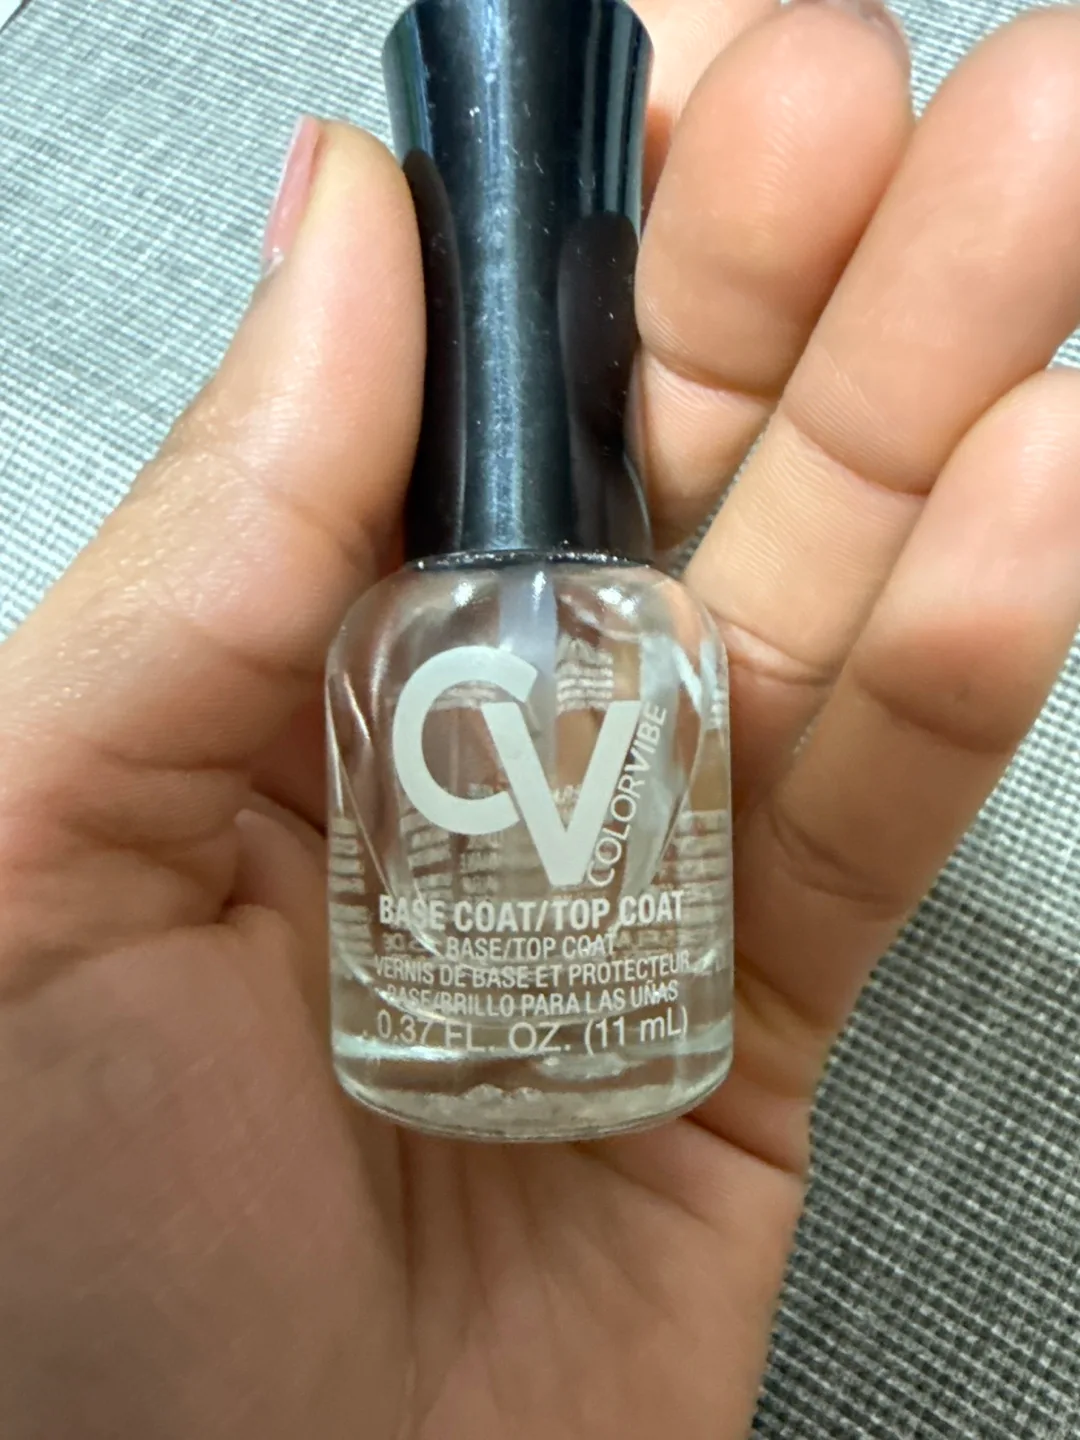 CV
COLORVIBE
BASE COAT/TOP COAT
BASE/TOP COAT
VERNIS DE BASE ET PROTECTEUR
BASE/BRILLO PARA LAS UÑAS
0.37 FL. OZ. (11 mL)